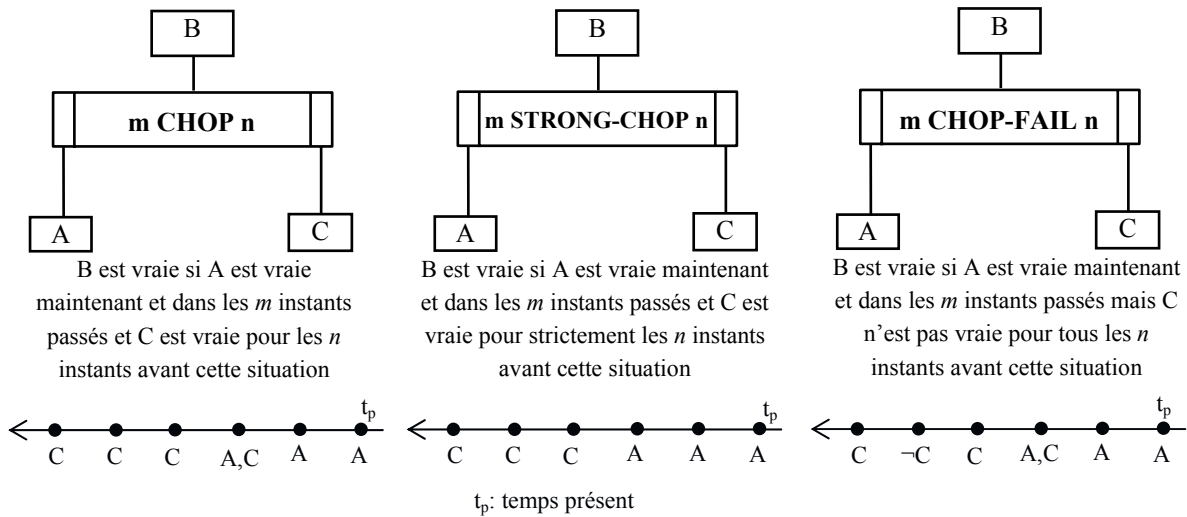 B
m CHOP n
A
C
B est vraie si A est vraie
maintenant et dans les m instants
passés et C est vraie pour les n
instants avant cette situation
tp
C C C A,C A A
B
m STRONG-CHOP n
A
C
B est vraie si A est vraie maintenant
et dans les m instants passés et C est
vraie pour strictement les n instants
avant cette situation
tp
C C C A A A
B
m CHOP-FAIL n
A
C
B est vraie si A est vraie maintenant
et dans les m instants passés mais C
n’est pas vraie pour tous les n
instants avant cette situation
tp
C ¬C C A,C A A
tp: temps présent